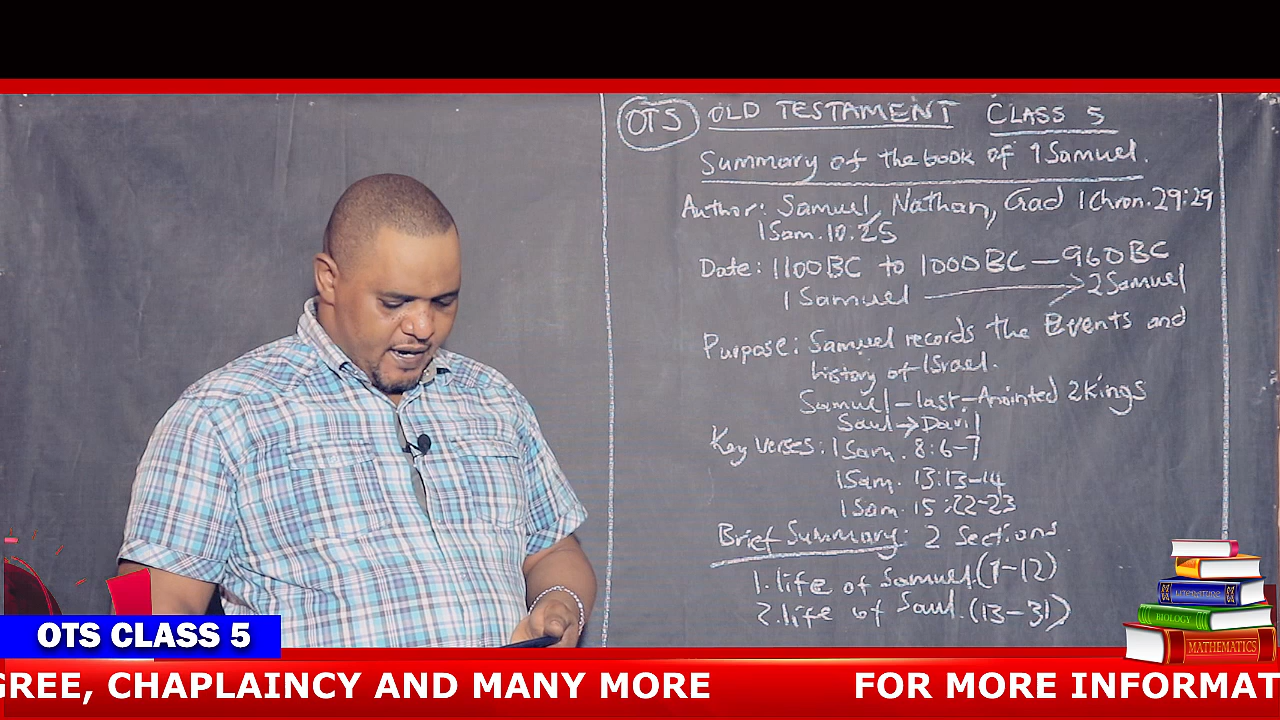 OTS OLD TESTAMENT CLASS 5
Summary of the book of 1Samuel.
Author: Samuel, Nathan, Gad 1Chron.29:29
1Sam.10.25
Date: 1100BC to 1000BC – 960BC
1Samuel → 2Samuel
Purpose: Samuel records the Events and
history of Israel.
Samuel – last – Anointed 2Kings
Saul → David
Key verses: 1Sam. 8:6-7
1Sam. 13:13-14
1Sam. 15:22-23
Brief Summary: 2 Sections
1. life of Samuel (1-12)
2. life of Saul. (13-31)
LITERATURE
BIOLOGY
MATHEMATICS
OTS CLASS 5
GREE, CHAPLAINCY AND MANY MORE FOR MORE INFORMAT